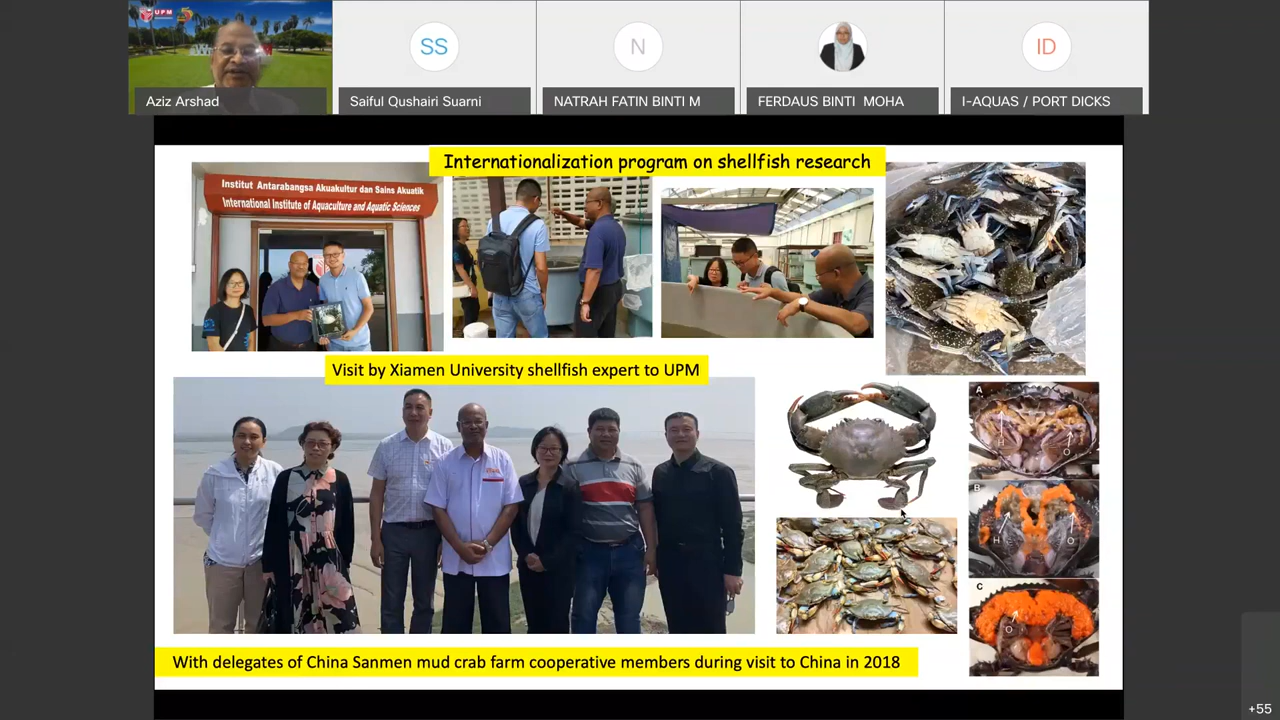 UPM
SS
N
ID
Aziz Arshad
Saiful Qushairi Suarni
NATRAH FATIN BINTI M
FERDAUS BINTI MOHA
I-AQUAS / PORT DICKS
Internationalization program on shellfish research
Institut Antarabangsa Akuakultur dan Sains Akuatik
International Institute of Aquaculture and Aquatic Sciences
Visit by Xiamen University shellfish expert to UPM
A
H
O
B
H
O
C
O
With delegates of China Sanmen mud crab farm cooperative members during visit to China in 2018
+55